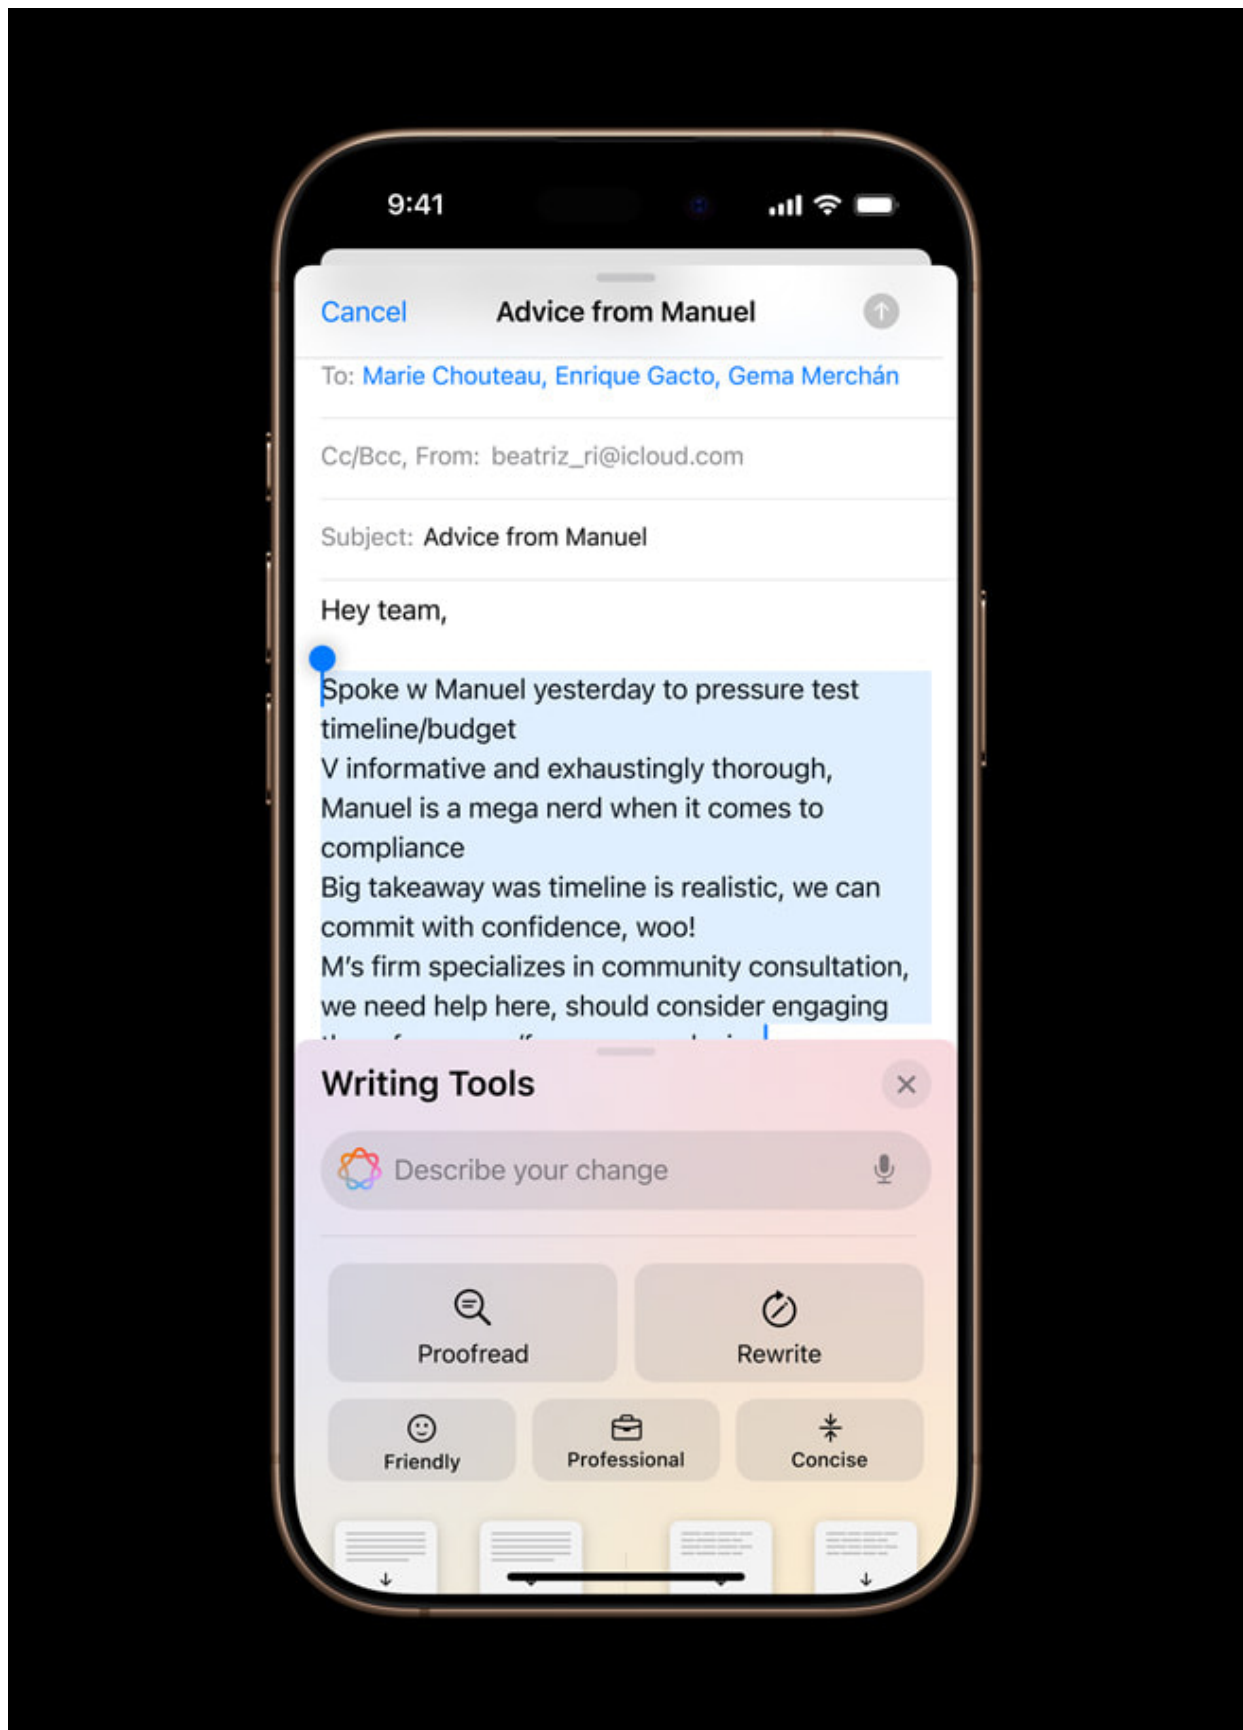 9:41
Cancel Advice from Manuel
To: Marie Chouteau, Enrique Gacto, Gema Merchán
Cc/Bcc, From: beatriz_ri@icloud.com
Subject: Advice from Manuel
Hey team,
Spoke w Manuel yesterday to pressure test
timeline/budget
V informative and exhaustingly thorough,
Manuel is a mega nerd when it comes to
compliance
Big takeaway was timeline is realistic, we can
commit with confidence, woo!
M's firm specializes in community consultation,
we need help here, should consider engaging
Writing Tools
Describe your change
Proofread Rewrite
Friendly Professional Concise